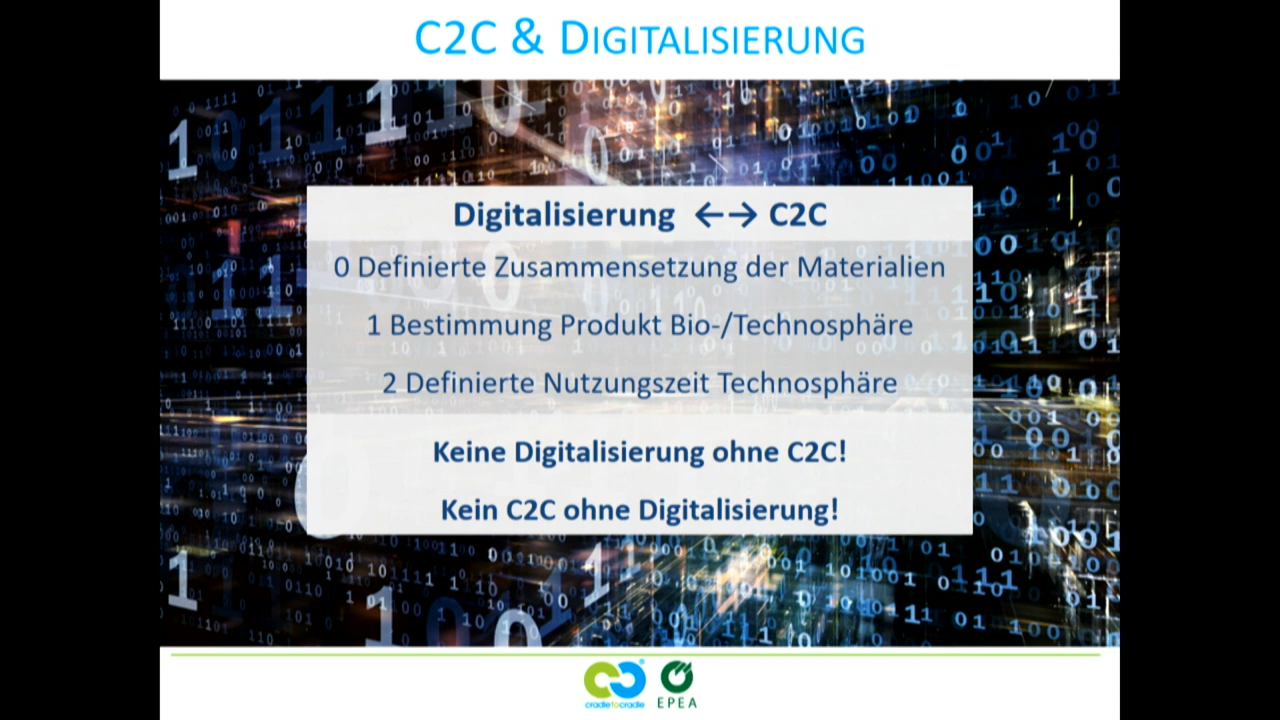 C2C & DIGITALISIERUNG
Digitalisierung ←→ C2C
0 Definierte Zusammensetzung der Materialien
1 Bestimmung Produkt Bio-/Technosphäre
2 Definierte Nutzungszeit Technosphäre
Keine Digitalisierung ohne C2C!
Kein C2C ohne Digitalisierung!
cradletocradle
EPEA